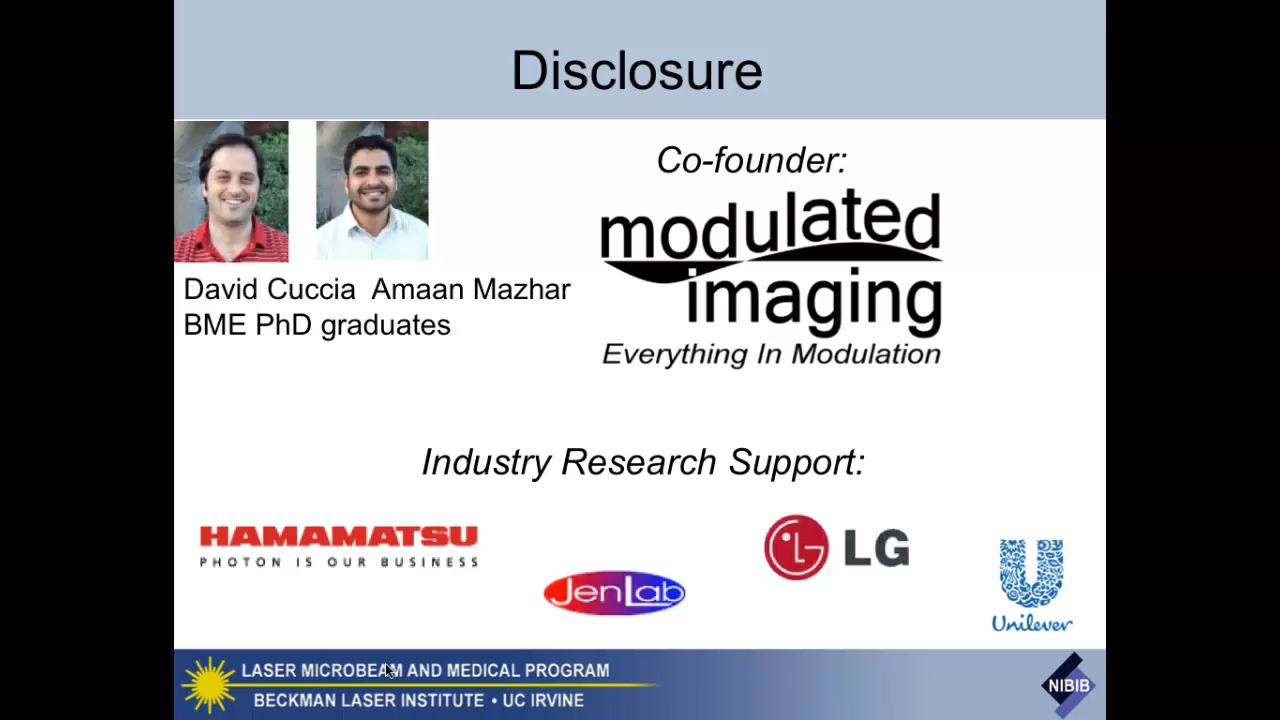 Disclosure
Co-founder:
modulated
imaging
Everything In Modulation
David Cuccia  Amaan Mazhar
BME PhD graduates
Industry Research Support:
HAMAMATSU
PHOTON IS OUR BUSINESS
JenLab
LG
Unilever
LASER MICROBEAM AND MEDICAL PROGRAM
BECKMAN LASER INSTITUTE • UC IRVINE
NIBIB